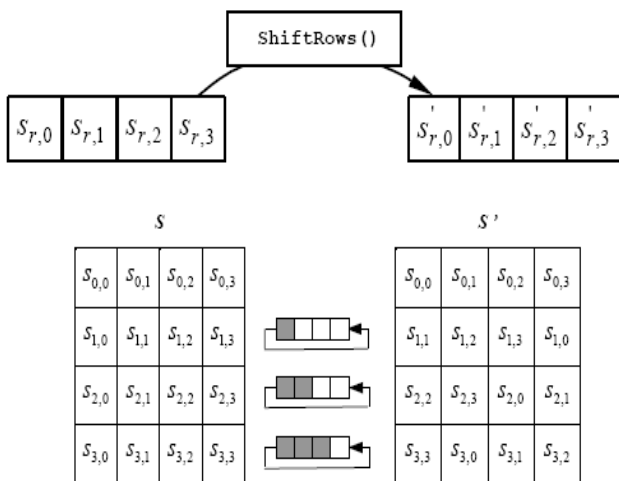 ShiftRows()
S_{r,0} S_{r,1} S_{r,2} S_{r,3} S'_{r,0} S'_{r,1} S'_{r,2} S'_{r,3}
S S'
S_{0,0} S_{0,1} S_{0,2} S_{0,3} S_{0,0} S_{0,1} S_{0,2} S_{0,3}
S_{1,0} S_{1,1} S_{1,2} S_{1,3} S_{1,1} S_{1,2} S_{1,3} S_{1,0}
S_{2,0} S_{2,1} S_{2,2} S_{2,3} S_{2,2} S_{2,3} S_{2,0} S_{2,1}
S_{3,0} S_{3,1} S_{3,2} S_{3,3} S_{3,3} S_{3,0} S_{3,1} S_{3,2}